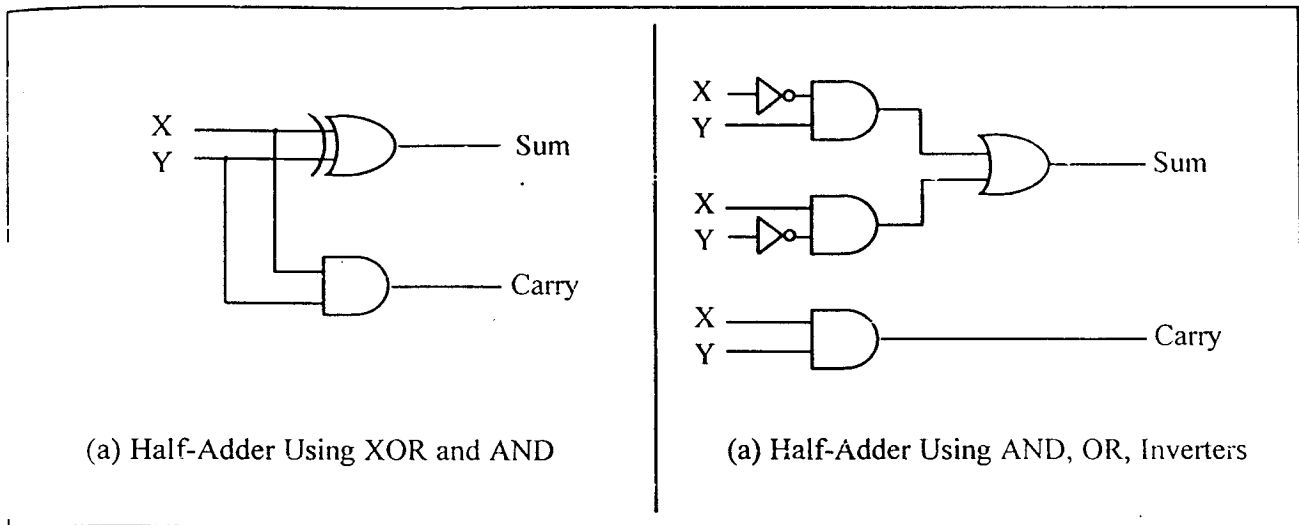 X
Y
Sum
Carry
(a) Half-Adder Using XOR and AND
X
Y
X
Y
Sum
X
Y
Carry
(a) Half-Adder Using AND, OR, Inverters